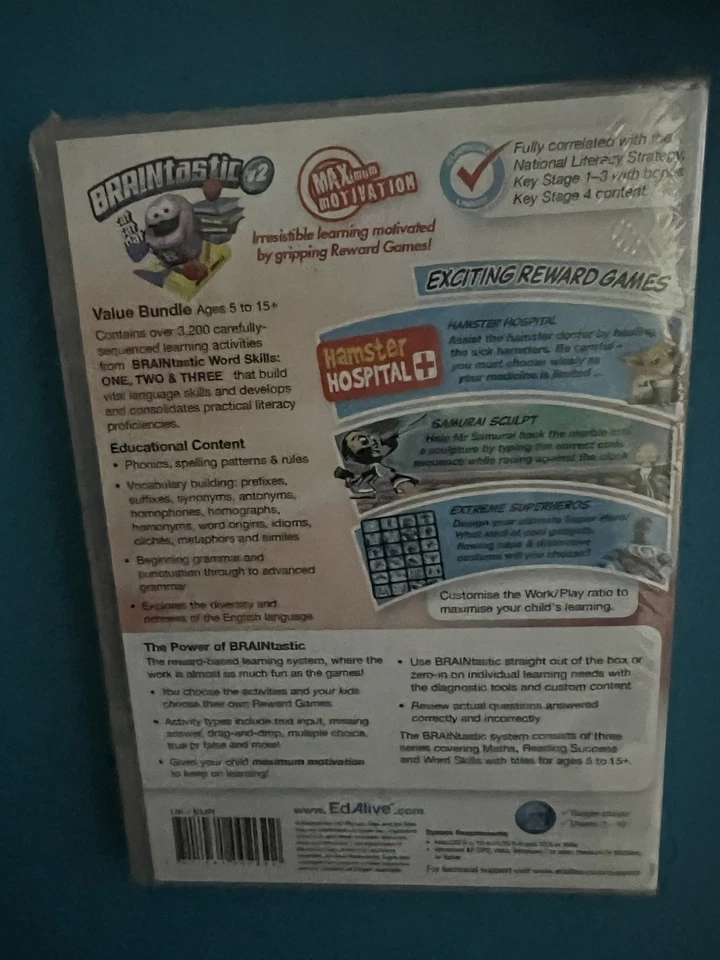 BRAINtastic v2
EAT EAT EAT
MAXimum
MOTIVATION
Irresistible learning motivated
by gripping Reward Games!
Fully correlated with the
National Literacy Strategy,
Key Stage 1–3 with bonus
Key Stage 4 content.
EXCITING REWARD GAMES
Value Bundle Ages 5 to 15+
Contains over 3,200 carefully-
sequenced learning activities
from BRAINtastic Word Skills:
ONE, TWO & THREE that build
vital language skills and develops
and consolidates practical literacy
proficiencies.
Educational Content
• Phonics, spelling patterns & rules
• Vocabulary building: prefixes,
suffixes, synonyms, antonyms,
homophones, homographs,
homonyms, word origins, idioms,
clichés, metaphors and similes
• Beginning grammar and
punctuation through to advanced
grammar
• Explores the diversity and
richness of the English language
Hamster
HOSPITAL
HAMSTER HOSPITAL
Assist the hamster doctor by healing
the sick hamsters. Be careful -
you must choose wisely as
your medicine is limited ...
SAMURAI SCULPT
Help Mr Samurai hack the marble into
a sculpture by typing the correct code
sequence while racing against the clock
EXTREME SUPERHEROS
Design your ultimate Super Hero!
What kind of cool gadgets,
flowing cape & distinctive
costume will you choose?
Customise the Work/Play ratio to
maximise your child's learning.
The Power of BRAINtastic
The reward-based learning system, where the
work is almost as much fun as the games!
• You choose the activities and your kids
choose their own Reward Games
• Activity types include text input, missing
answer, drag-and-drop, multiple choice,
true or false and more!
• Gives your child maximum motivation
to keep on learning!
• Use BRAINtastic straight out of the box or
zero-in on individual learning needs with
the diagnostic tools and custom content
• Review actual questions answered
correctly and incorrectly
The BRAINtastic system consists of three
series covering Maths, Reading Success
and Word Skills with titles for ages 5 to 15+.
UK / EUR
www.EdAlive.com
System Requirements
For technical support visit